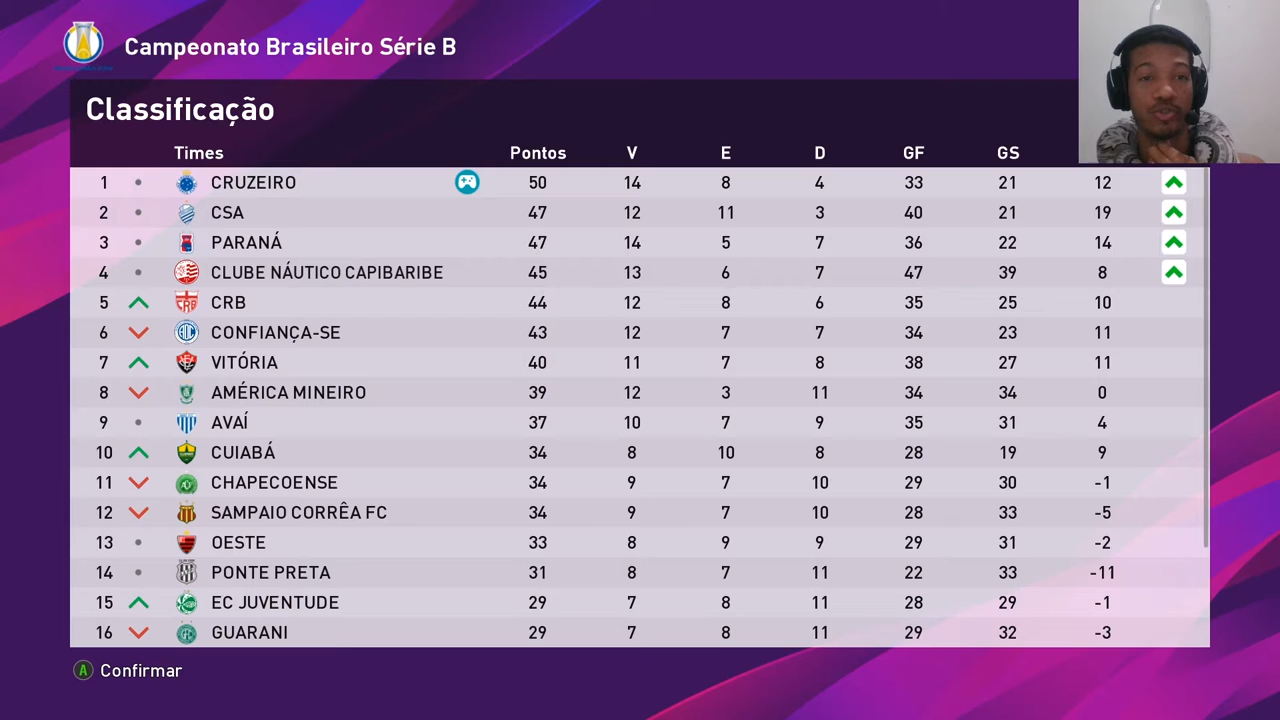 Campeonato Brasileiro Série B
Classificação
Times Pontos V E D GF GS
1 CRUZEIRO 50 14 8 4 33 21 12
2 CSA 47 12 11 3 40 21 19
3 PARANÁ 47 14 5 7 36 22 14
4 CLUBE NÁUTICO CAPIBARIBE 45 13 6 7 47 39 8
5 CRB 44 12 8 6 35 25 10
6 CONFIANÇA-SE 43 12 7 7 34 23 11
7 VITÓRIA 40 11 7 8 38 27 11
8 AMÉRICA MINEIRO 39 12 3 11 34 34 0
9 AVAÍ 37 10 7 9 35 31 4
10 CUIABÁ 34 8 10 8 28 19 9
11 CHAPECOENSE 34 9 7 10 29 30 -1
12 SAMPAIO CORRÊA FC 34 9 7 10 28 33 -5
13 OESTE 33 8 9 9 29 31 -2
14 PONTE PRETA 31 8 7 11 22 33 -11
15 EC JUVENTUDE 29 7 8 11 28 29 -1
16 GUARANI 29 7 8 11 29 32 -3
A Confirmar